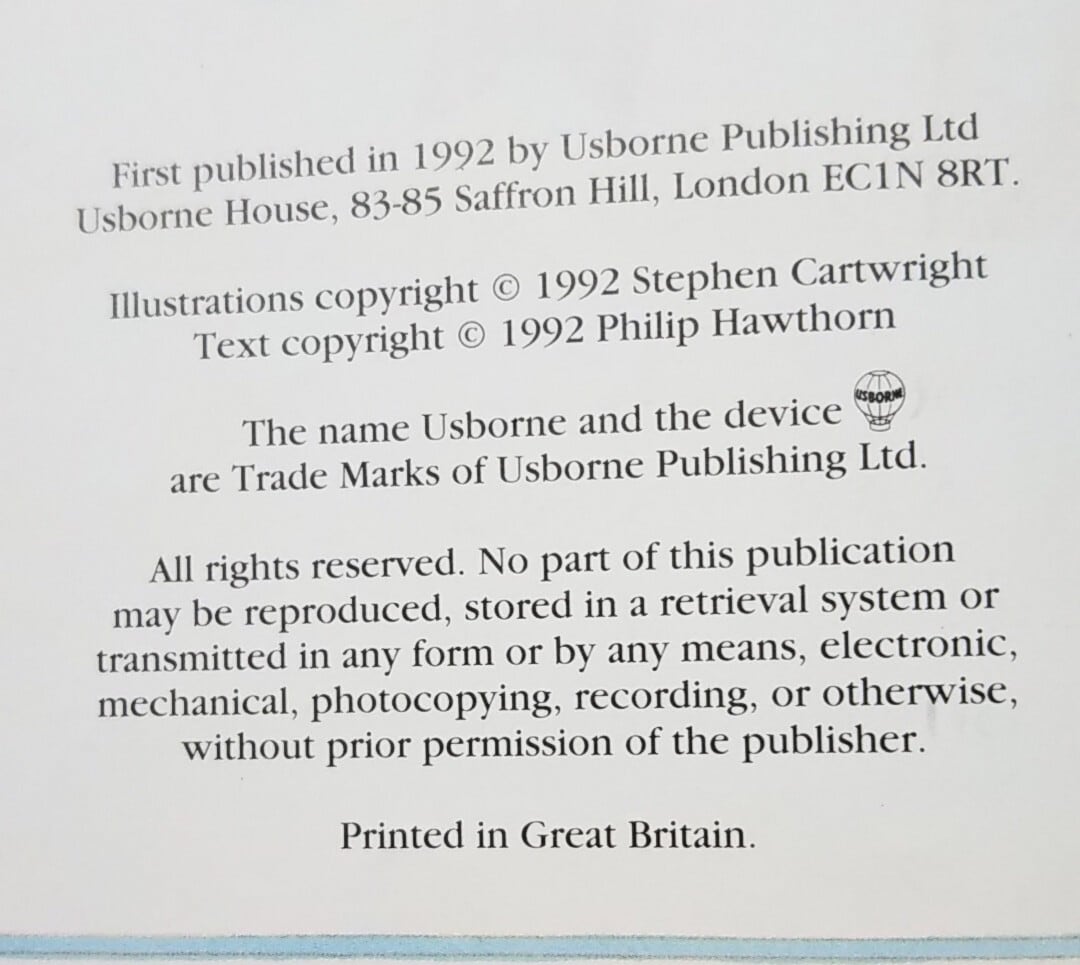 First published in 1992 by Usborne Publishing Ltd
Usborne House, 83-85 Saffron Hill, London EC1N 8RT.
Illustrations copyright © 1992 Stephen Cartwright
Text copyright © 1992 Philip Hawthorn
The name Usborne and the device USBORNE
are Trade Marks of Usborne Publishing Ltd.
All rights reserved. No part of this publication
may be reproduced, stored in a retrieval system or
transmitted in any form or by any means, electronic,
mechanical, photocopying, recording, or otherwise,
without prior permission of the publisher.
Printed in Great Britain.